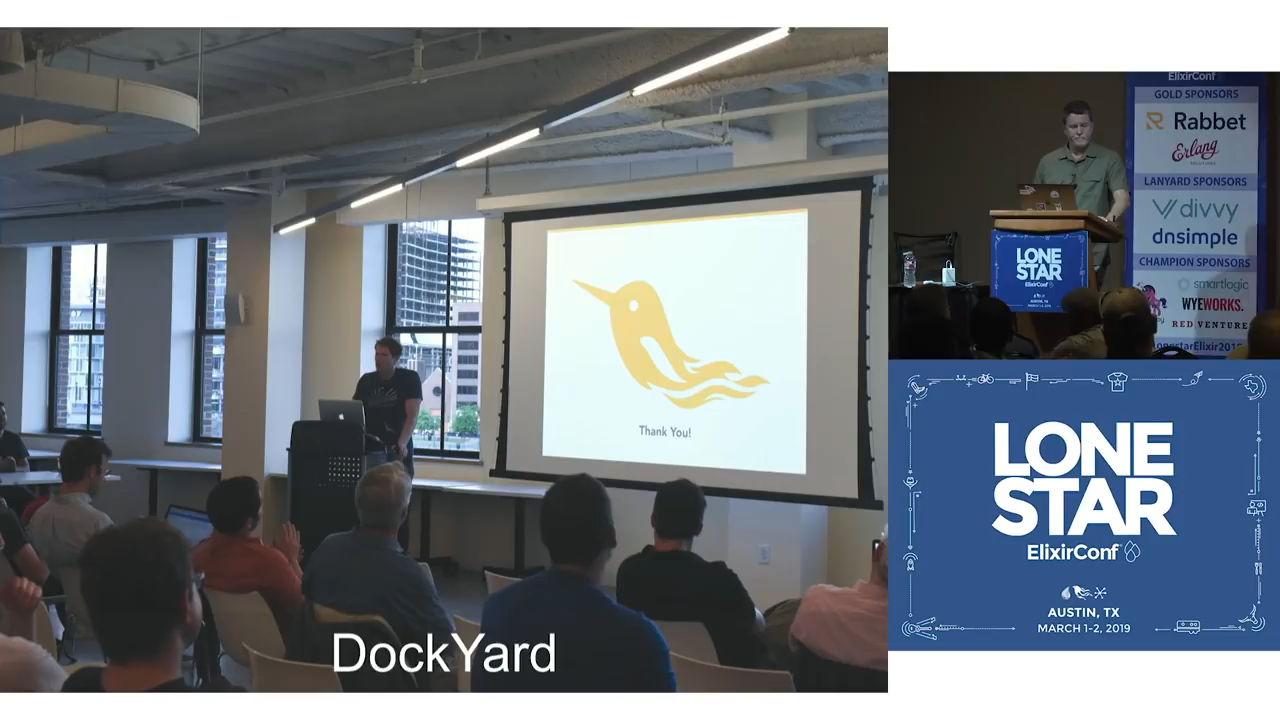 Thank You!
DockYard
ElixirConf
GOLD SPONSORS
Rabbet
Erlang
LANYARD SPONSORS
divvy
dnsimple
CHAMPION SPONSORS
smartlogic
WYEWORKS.
RED VENTURE
LONE
STAR
ElixirConf
LONE
STAR
ElixirConf
AUSTIN, TX
MARCH 1-2, 2019